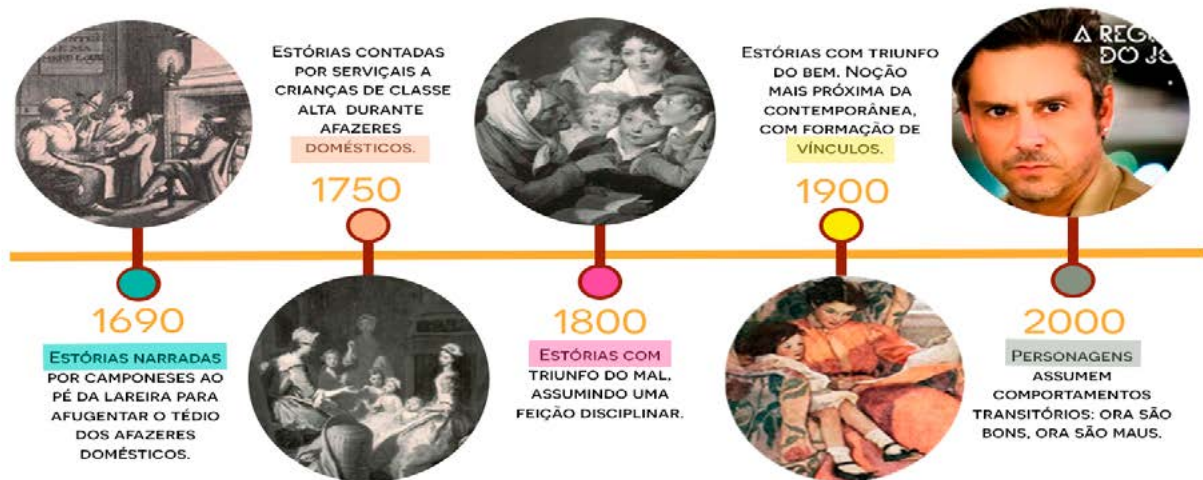 ESTÓRIAS CONTADAS
POR SERVIÇAIS A
CRIANÇAS DE CLASSE
ALTA DURANTE
AFAZERES
DOMÉSTICOS.
1750
ESTÓRIAS COM TRIUNFO
DO BEM. NOÇÃO
MAIS PRÓXIMA DA
CONTEMPORÂNEA,
COM FORMAÇÃO DE
VÍNCULOS.
1900
A REG
DO JO
1690
ESTÓRIAS NARRADAS
POR CAMPONESES AO
PÉ DA LAREIRA PARA
AFUGENTAR O TÉDIO
DOS AFAZERES
DOMÉSTICOS.
1800
ESTÓRIAS COM
TRIUNFO DO MAL,
ASSUMINDO UMA
FEIÇÃO DISCIPLINAR.
2000
PERSONAGENS
ASSUMEM
COMPORTAMENTOS
TRANSITÓRIOS: ORA SÃO
BONS, ORA SÃO MAUS.